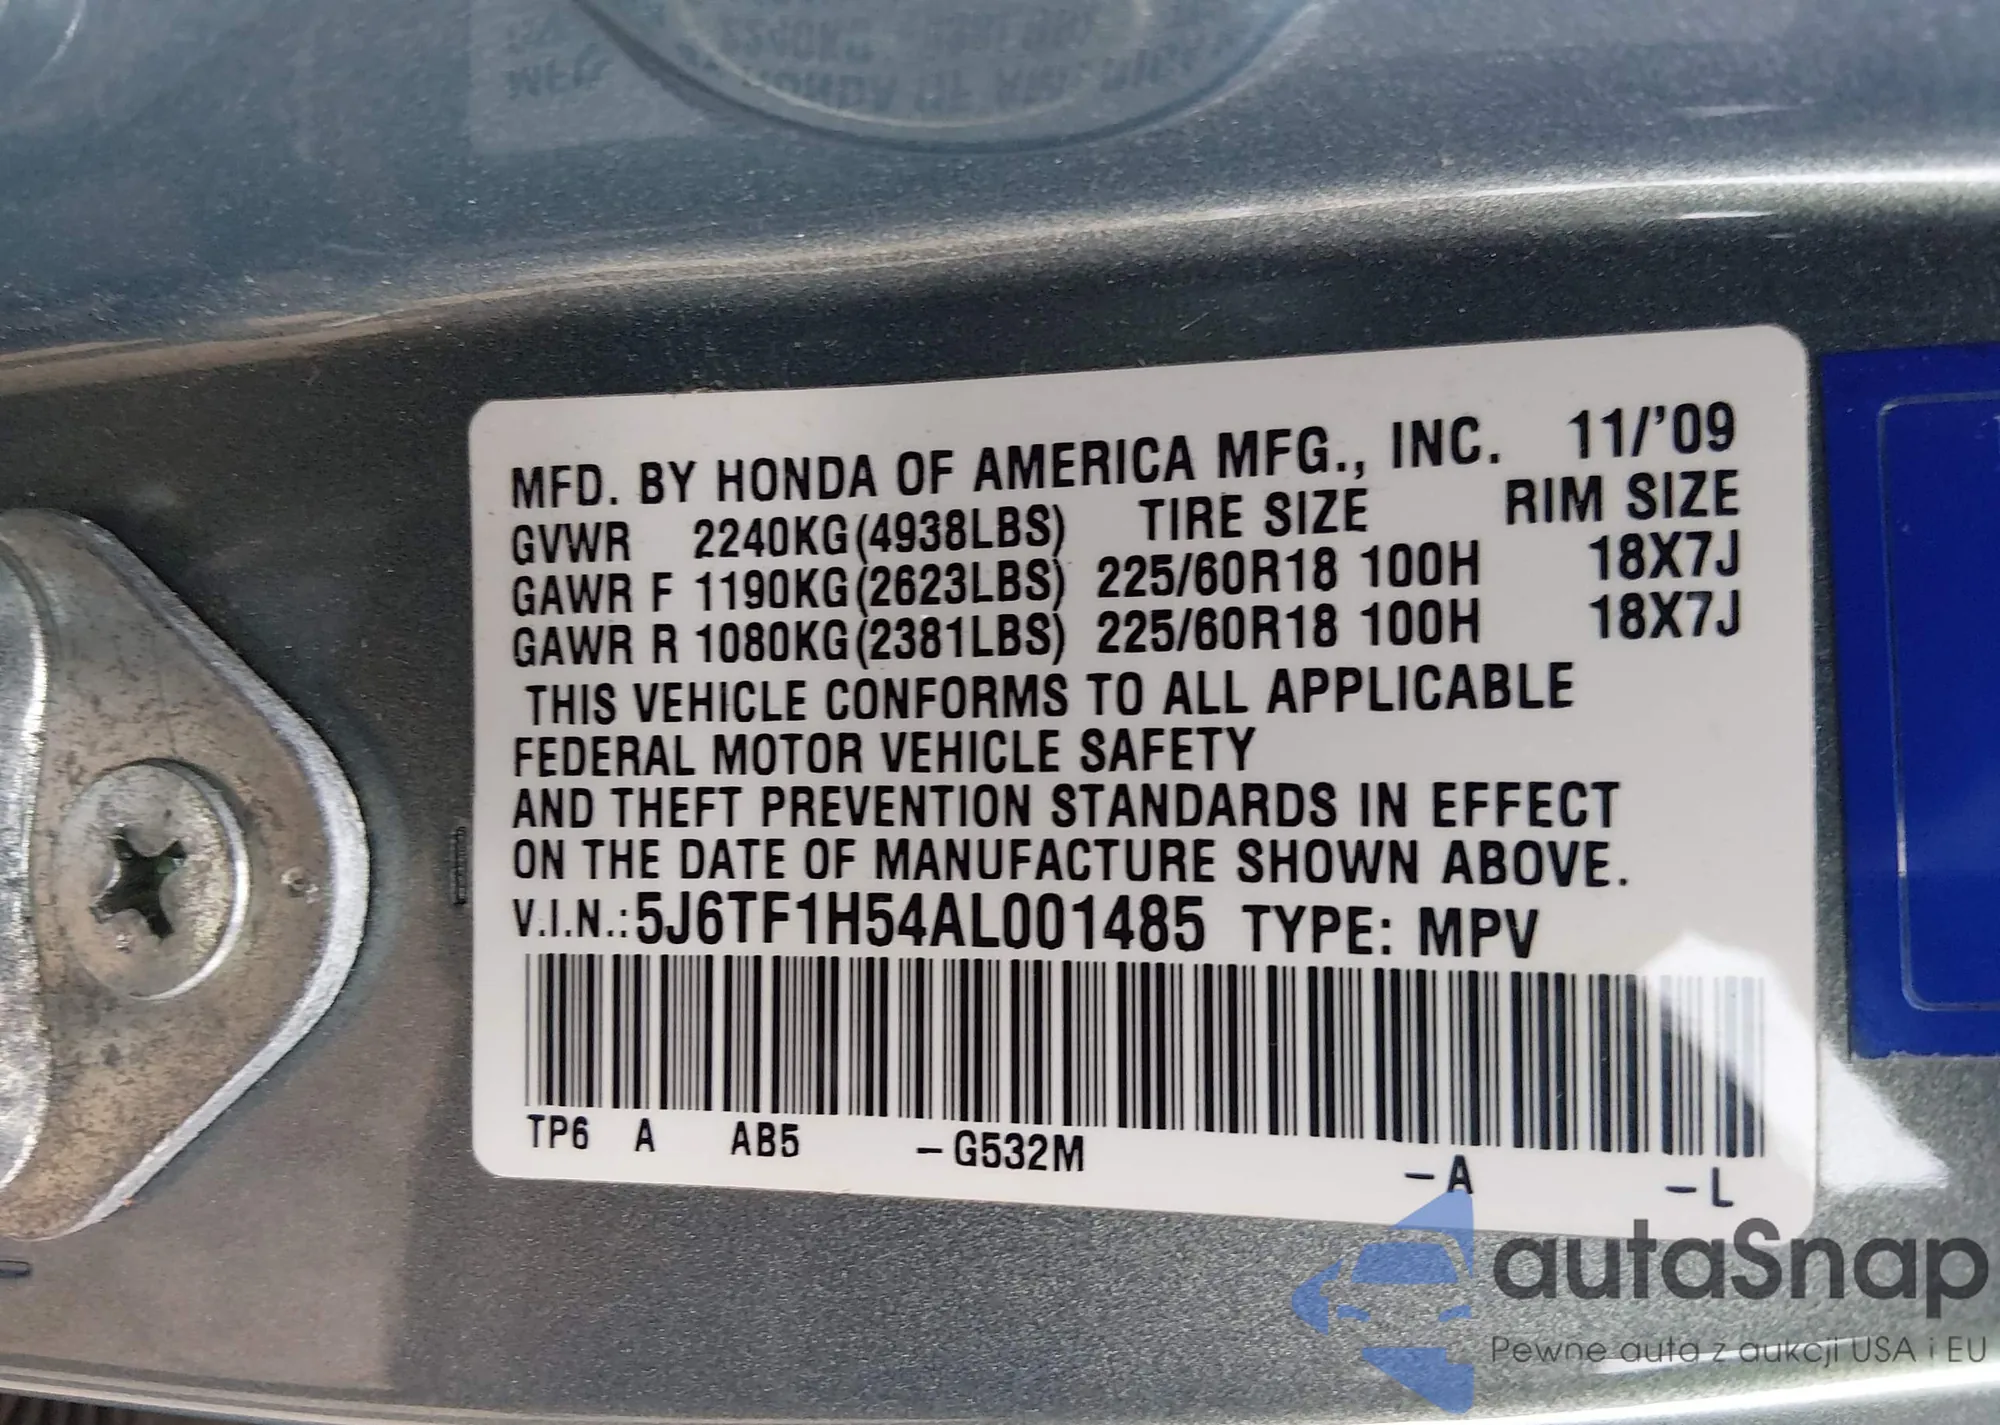 MFD. BY HONDA OF AMERICA MFG., INC. 11/'09
GVWR 2240KG(4938LBS) TIRE SIZE RIM SIZE
GAWR F 1190KG(2623LBS) 225/60R18 100H 18X7J
GAWR R 1080KG(2381LBS) 225/60R18 100H 18X7J
THIS VEHICLE CONFORMS TO ALL APPLICABLE
FEDERAL MOTOR VEHICLE SAFETY
AND THEFT PREVENTION STANDARDS IN EFFECT
ON THE DATE OF MANUFACTURE SHOWN ABOVE.
V.I.N.:5J6TF1H54AL001485 TYPE: MPV
TP6 A AB5 -G532M -A -L
autaSnap
Pewne auta z aukcji USA i EU